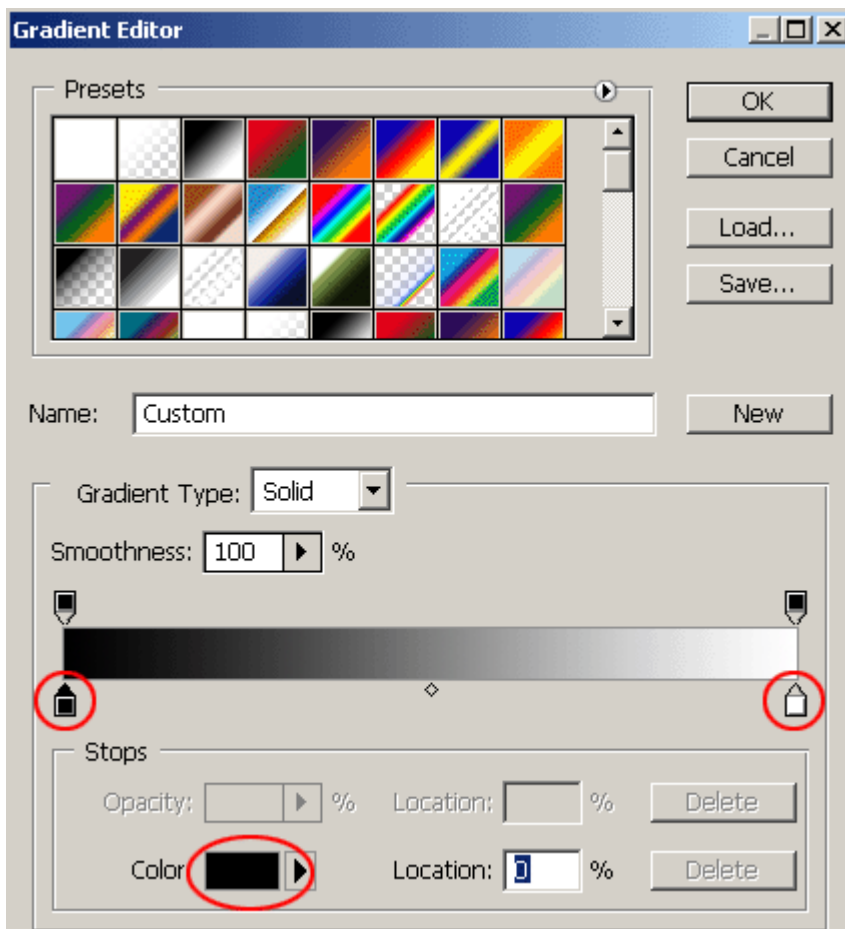 Gradient Editor
Presets
OK
Cancel
Load...
Save...
Name: Custom
New
Gradient Type: Solid
Smoothness: 100 %
Stops
Opacity: % Location: % Delete
Color Location: 0 % Delete